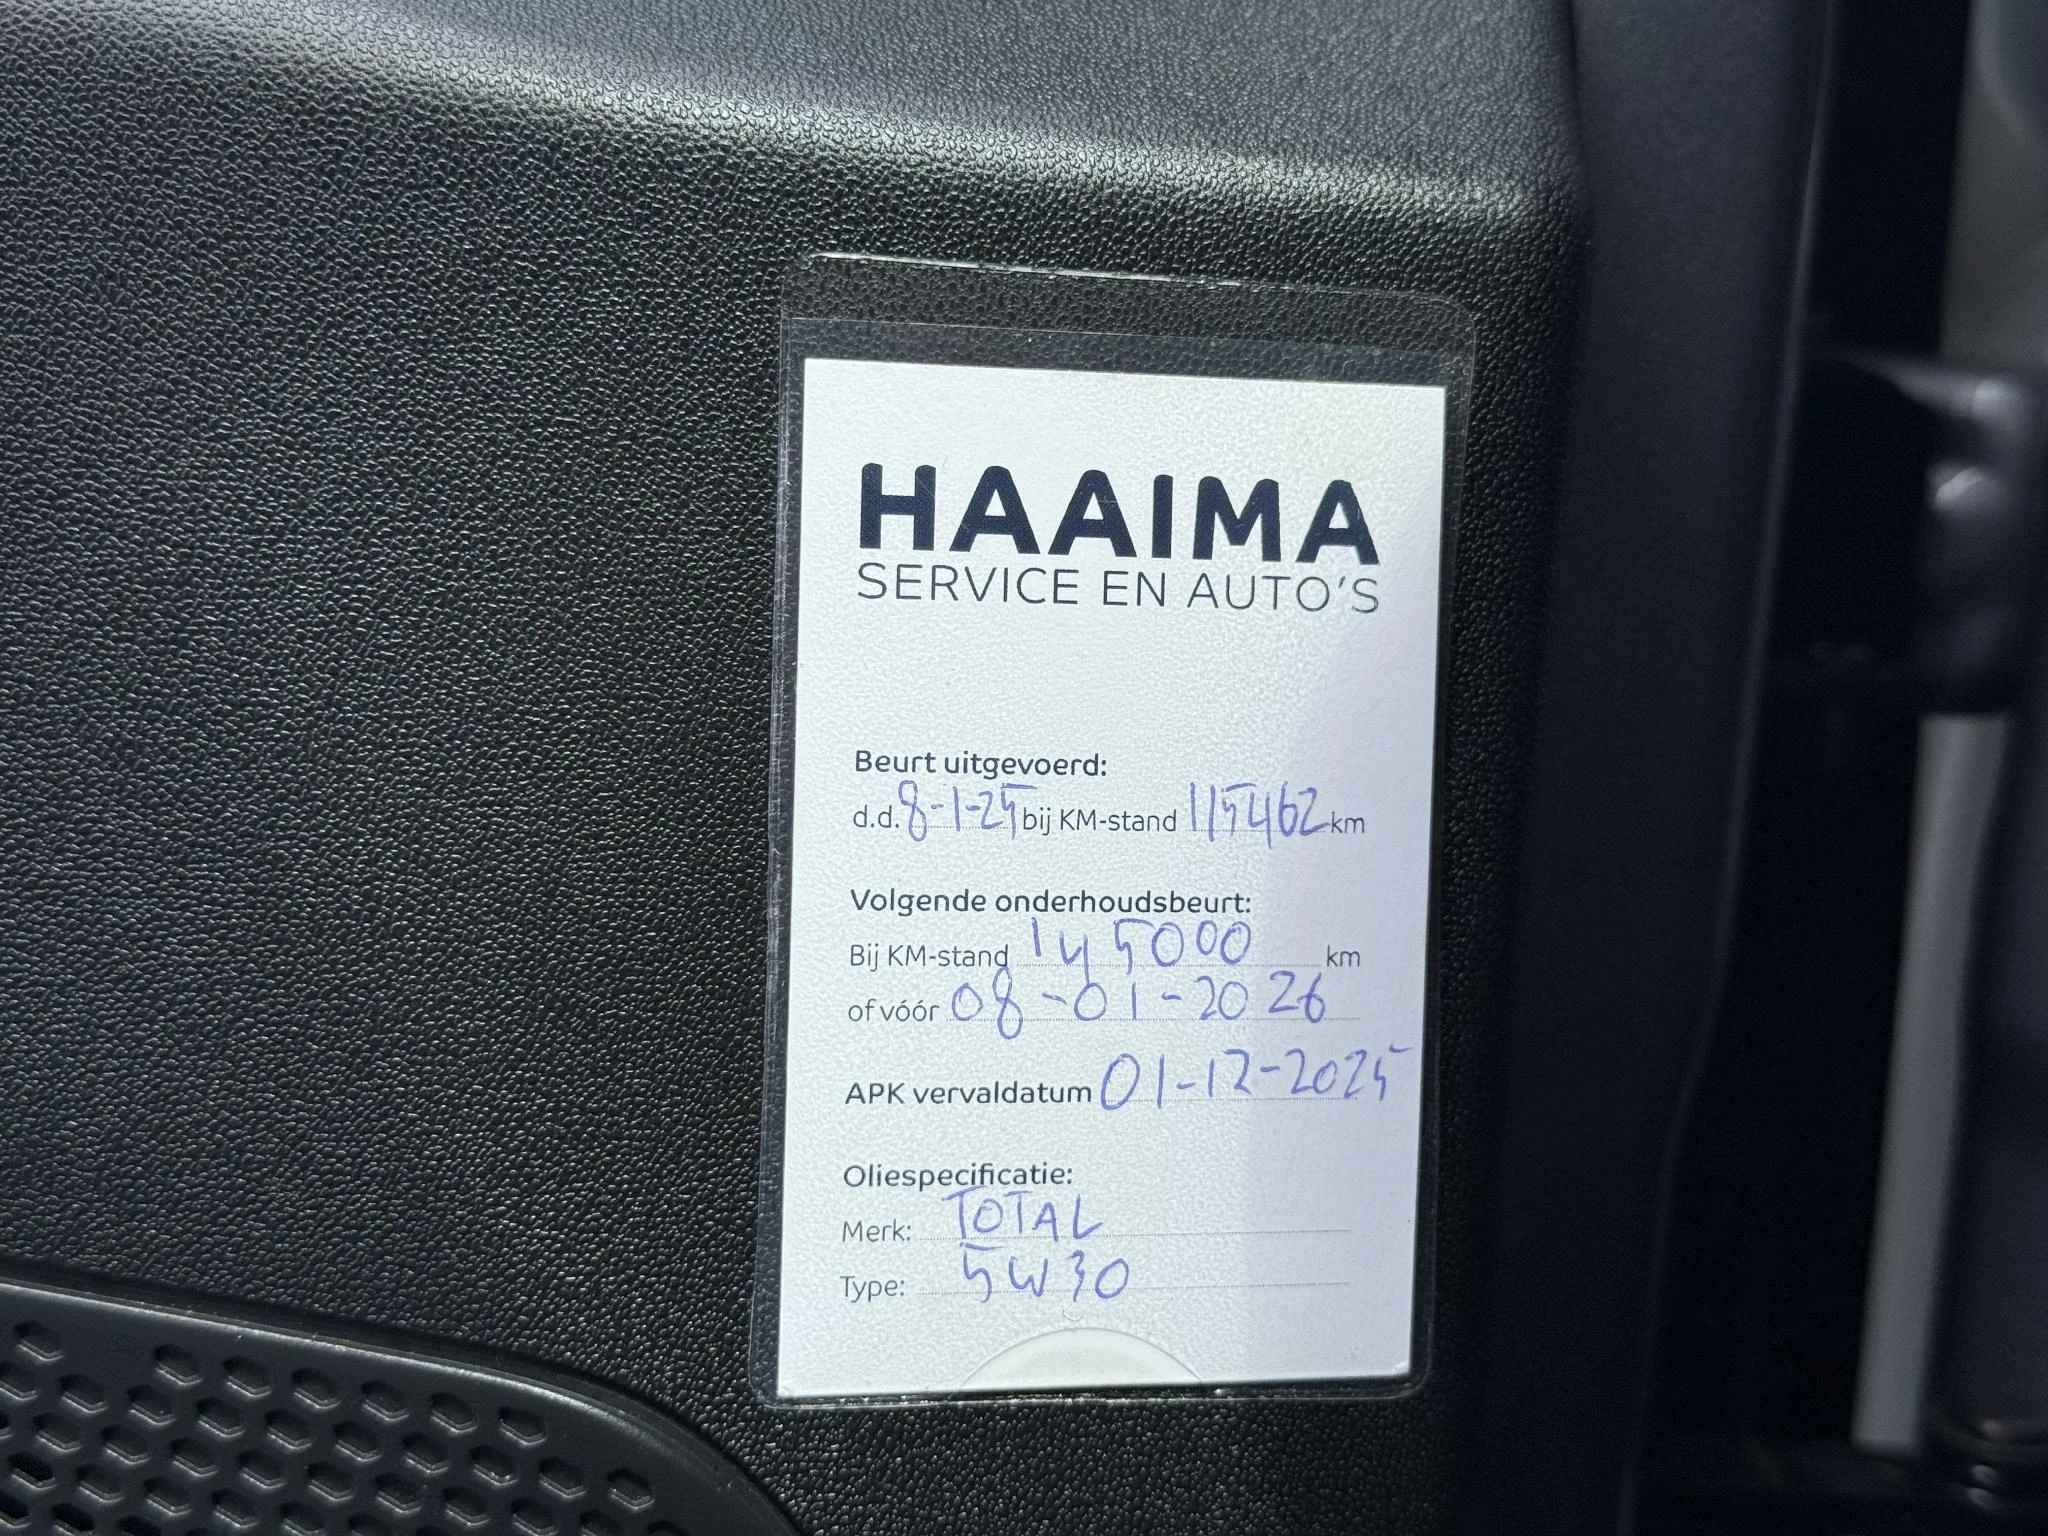 HAAIMA
SERVICE EN AUTO'S
Beurt uitgevoerd:
d.d. 8-1-25 bij KM-stand 115462 km
Volgende onderhoudsbeurt:
Bij KM-stand 145000 km
of vóór 08-01-2026
APK vervaldatum 01-12-2025
Oliespecificatie:
Merk: TOTAL
Type: 5W30